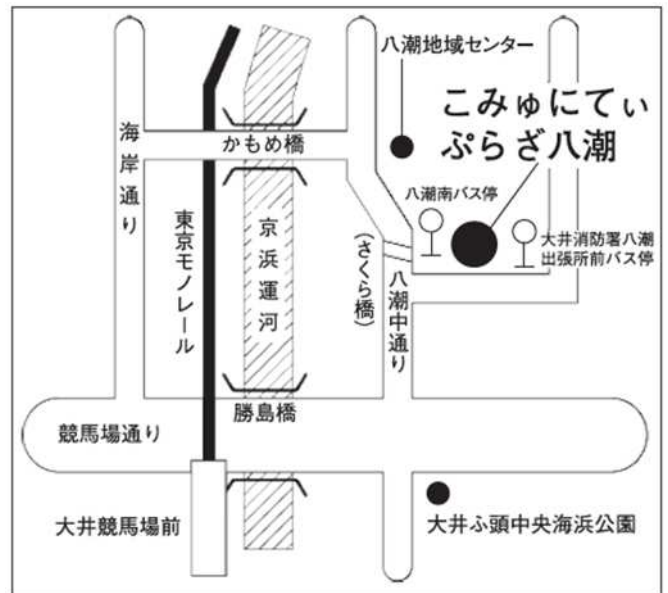 八潮地域センター
こみゅにてぃ
ぷらざ八潮
海岸通り
かもめ橋
八潮南バス停
大井消防署八潮
出張所前バス停
東京モノレール
京浜運河
(さくら橋)
八潮中通り
勝島橋
競馬場通り
大井競馬場前
大井ふ頭中央海浜公園